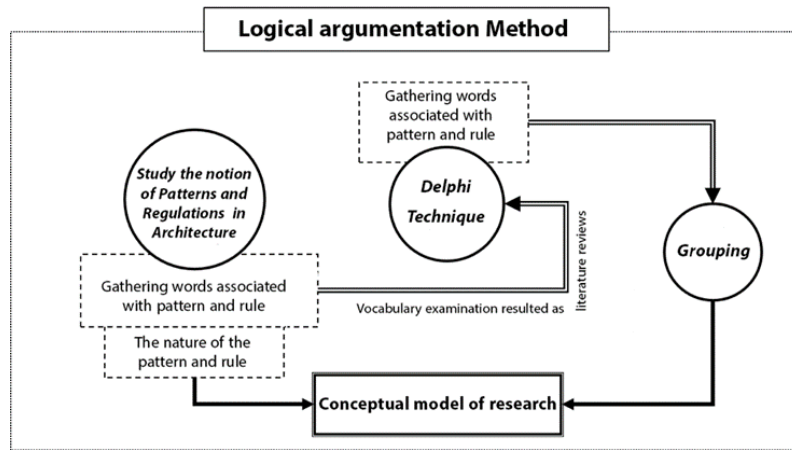 Logical argumentation Method
Gathering words
associated with
pattern and rule
Study the notion
of Patterns and
Regulations in
Architecture
Delphi
Technique
Grouping
Gathering words associated
with pattern and rule
Vocabulary examination resulted as
literature reviews
The nature of the
pattern and rule
Conceptual model of research